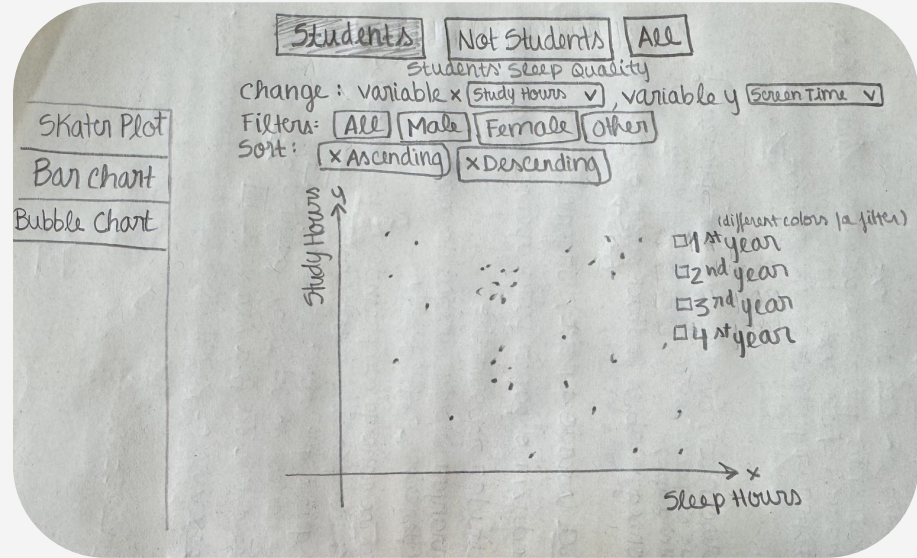 Students Not Students All
Students' Sleep Quality
Change : variable x Study Hours v , variable y Screen Time v
Filters: All Male Female other
Sort: x Ascending x Descending
Skater Plot
Bar chart
Bubble Chart
Study Hours
y
(different colors /a filter)
1st year
2nd year
3rd year
4st year
x
Sleep Hours